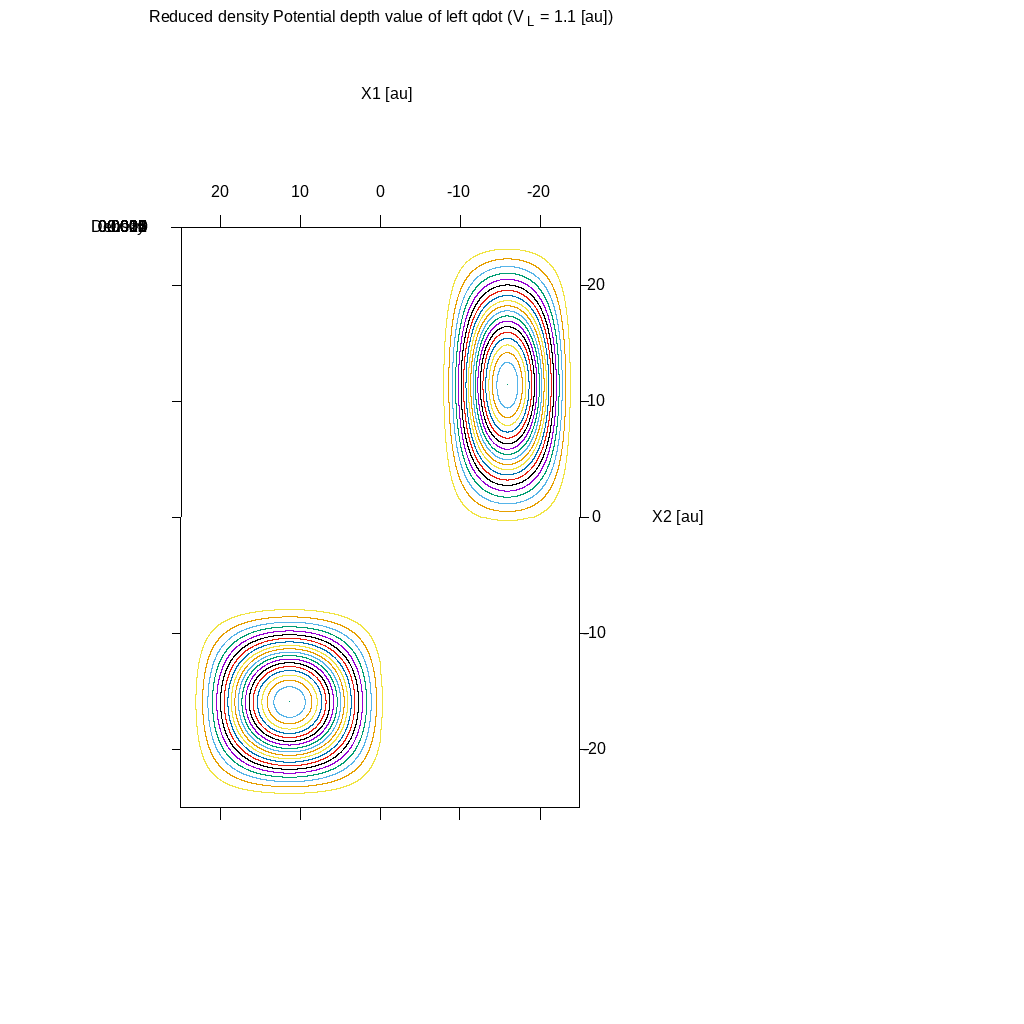 Reduced density Potential depth value of left qdot (V L = 1.1 [au])
X1 [au]
20 10 0 -10 -20
20
10
0
X2 [au]
-10
-20